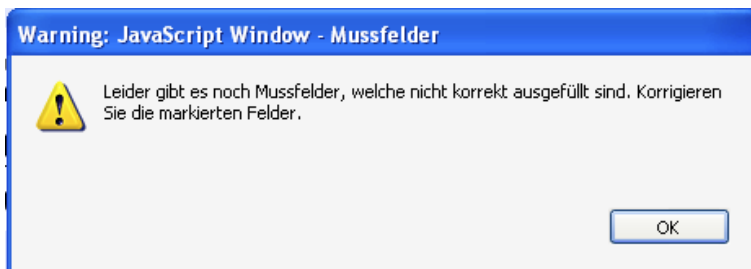 Warning: JavaScript Window - Mussfelder
Leider gibt es noch Mussfelder, welche nicht korrekt ausgefüllt sind. Korrigieren
Sie die markierten Felder.
OK